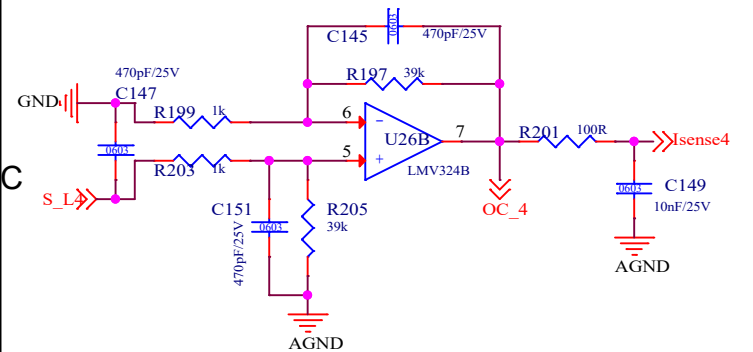 C145
0603
470pF/25V
470pF/25V
R197
39k
C147
GND
R199
1k
6
U26B
7
R201
100R
Isense4
0603
5
LMV324B
C
R203
1k
0603
C149
S_L4
C151
R205
OC_4
10nF/25V
0603
39k
470pF/25V
AGND
AGND